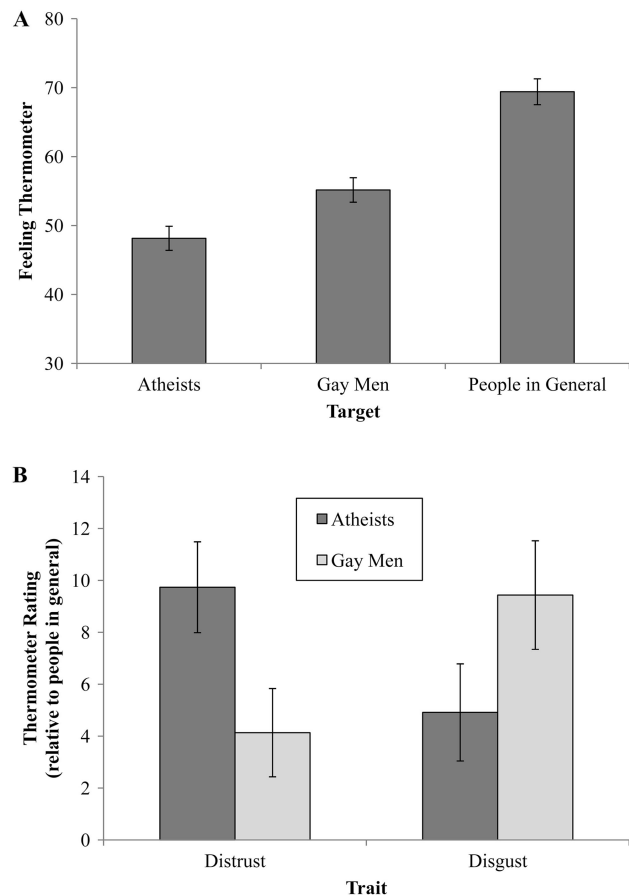 A
80
70
60
50
40
30
Feeling Thermometer
Atheists
Gay Men
People in General
Target
B
14
12
10
8
6
4
2
0
Thermometer Rating
(relative to people in general)
Atheists
Gay Men
Distrust
Disgust
Trait